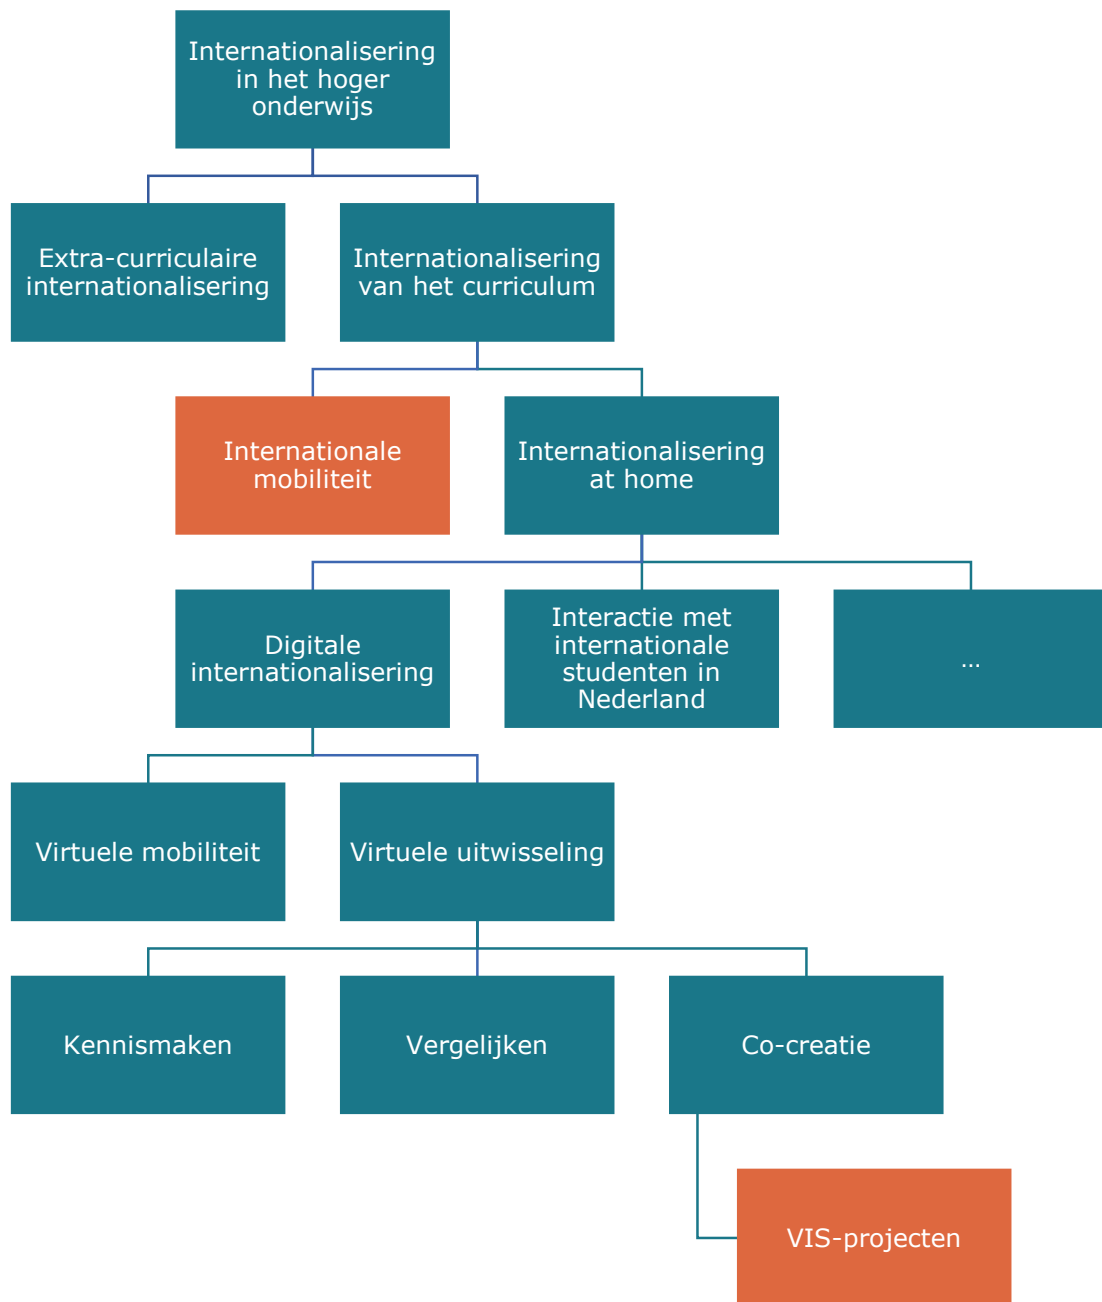 Internationalisering
in het hoger
onderwijs
Extra-curriculaire
internationalisering
Internationalisering
van het curriculum
Internationale
mobiliteit
Internationalisering
at home
Digitale
internationalisering
Interactie met
internationale
studenten in
Nederland
...
Virtuele mobiliteit
Virtuele uitwisseling
Kennismaken
Vergelijken
Co-creatie
VIS-projecten